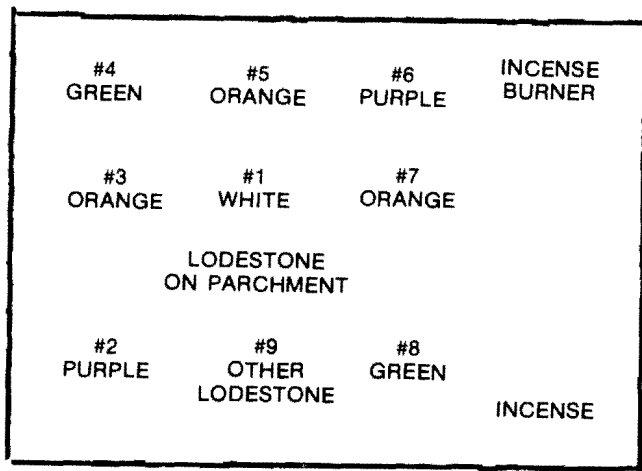 #4
GREEN
#5
ORANGE
#6
PURPLE
INCENSE
BURNER
#3
ORANGE
#1
WHITE
#7
ORANGE
LODESTONE
ON PARCHMENT
#2
PURPLE
#9
OTHER
LODESTONE
#8
GREEN
INCENSE